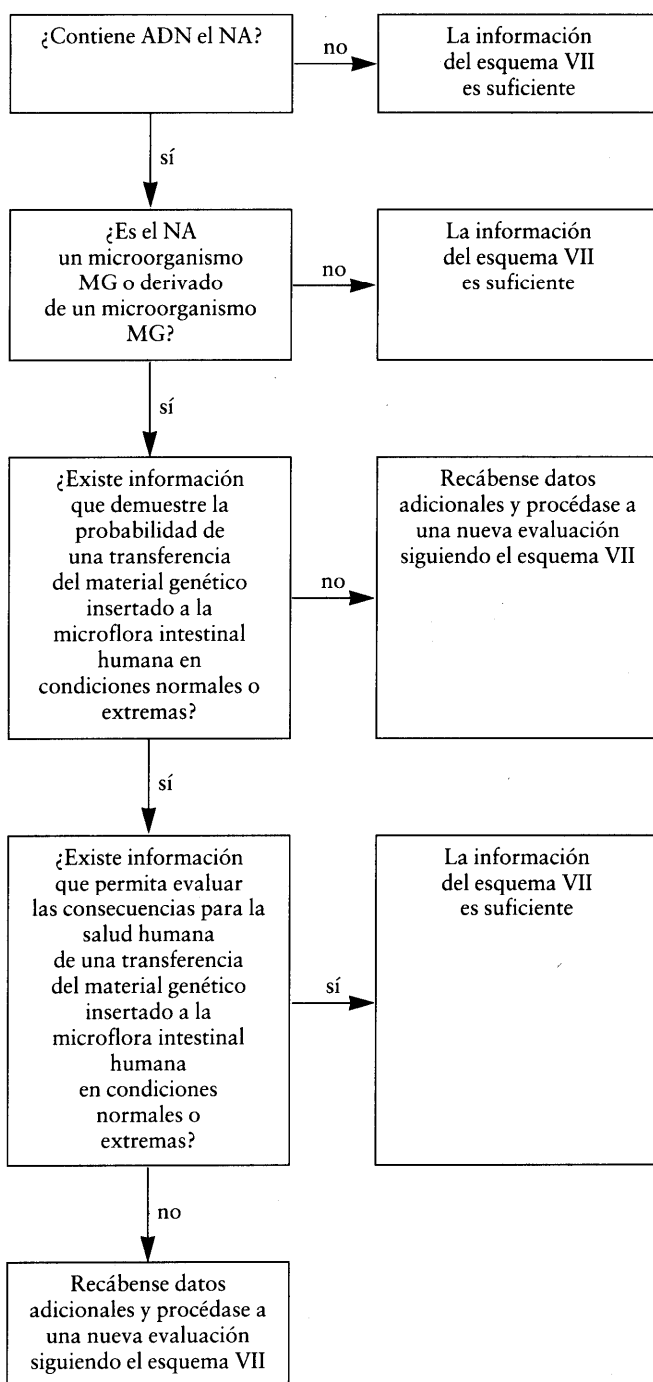 ¿Contiene ADN el NA?
no
La información
del esquema VII
es suficiente
sí
¿Es el NA
un microorganismo
MG o derivado
de un microorganismo
MG?
no
La información
del esquema VII
es suficiente
sí
¿Existe información
que demuestre la
probabilidad de
una transferencia
del material genético
insertado a la
microflora intestinal
humana en
condiciones normales o
extremas?
no
Recábense datos
adicionales y procédase a
una nueva evaluación
siguiendo el esquema VII
sí
¿Existe información
que permita evaluar
las consecuencias para la
salud humana
de una transferencia
del material genético
insertado a la
microflora intestinal
humana
en condiciones
normales o
extremas?
sí
La información
del esquema VII
es suficiente
no
Recábense datos
adicionales y procédase a
una nueva evaluación
siguiendo el esquema VII